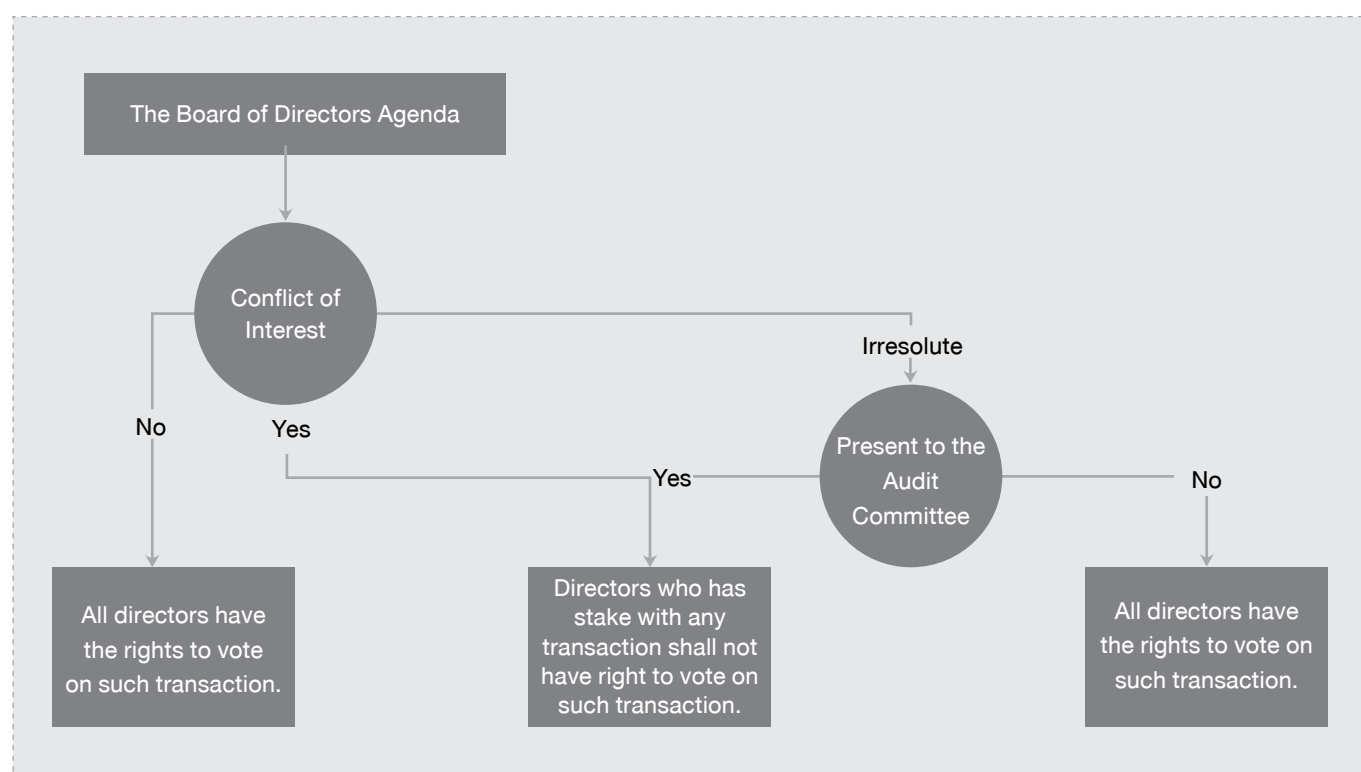 The Board of Directors Agenda
Conflict of
Interest
Irresolute
No
Yes
Present to the
Audit
Committee
Yes
No
All directors have
the rights to vote
on such transaction.
Directors who has
stake with any
transaction shall not
have right to vote on
such transaction.
All directors have
the rights to vote on
such transaction.